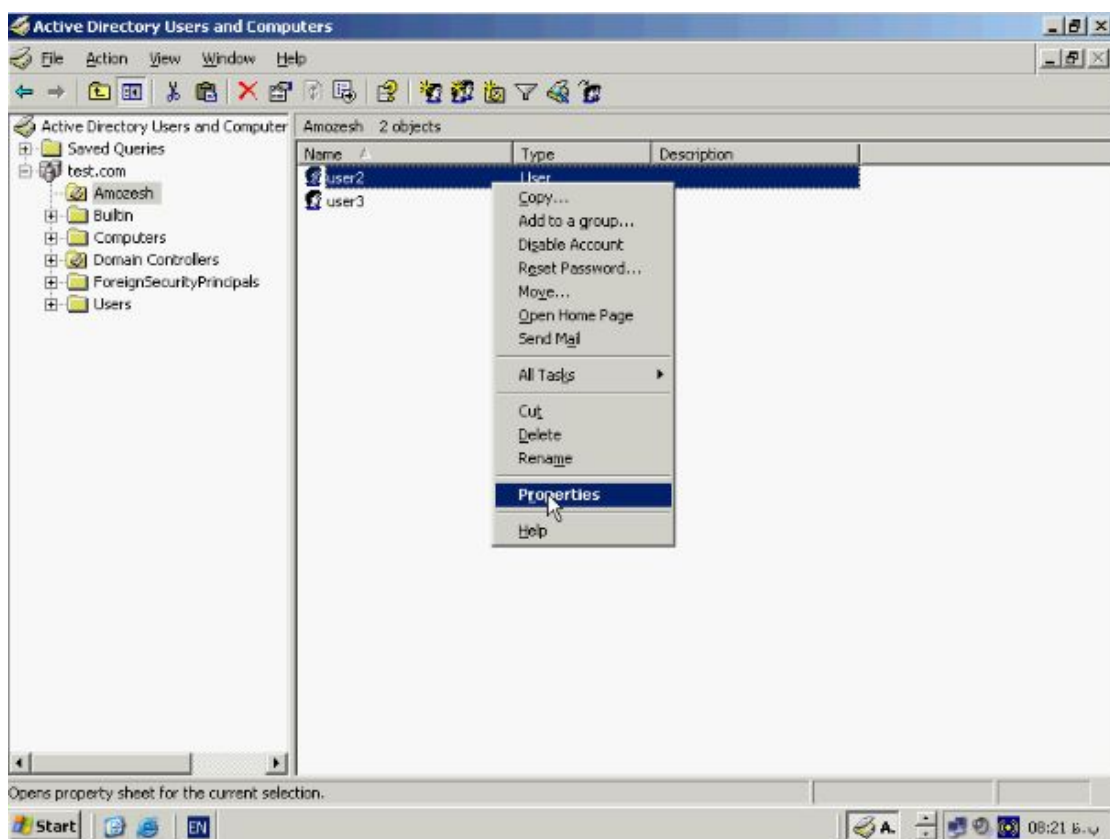 Active Directory Users and Computers
File Action View Window Help
Active Directory Users and Computer
Amozesh 2 objects
Saved Queries
test.com
Amozesh
Builtin
Computers
Domain Controllers
ForeignSecurityPrincipals
Users
Name Type Description
user2 User
user3
Copy...
Add to a group...
Disable Account
Reset Password...
Move...
Open Home Page
Send Mail
All Tasks
Cut
Delete
Rename
Properties
Help
Opens property sheet for the current selection.
Start EN A. 08:21 ب.ظ